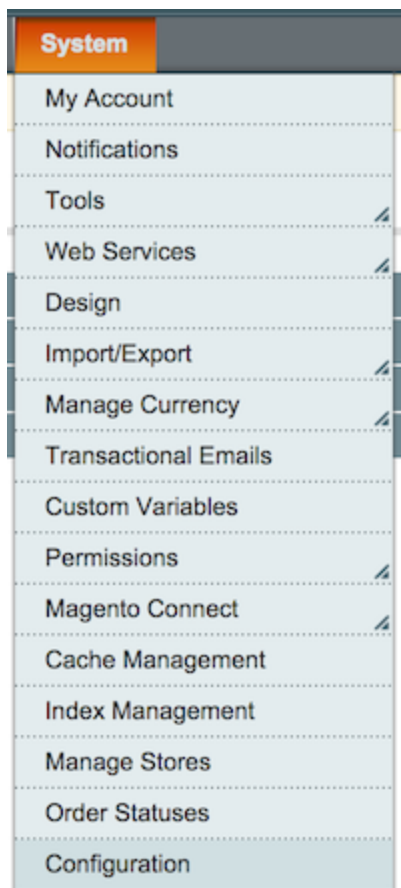 System
My Account
Notifications
Tools
Web Services
Design
Import/Export
Manage Currency
Transactional Emails
Custom Variables
Permissions
Magento Connect
Cache Management
Index Management
Manage Stores
Order Statuses
Configuration